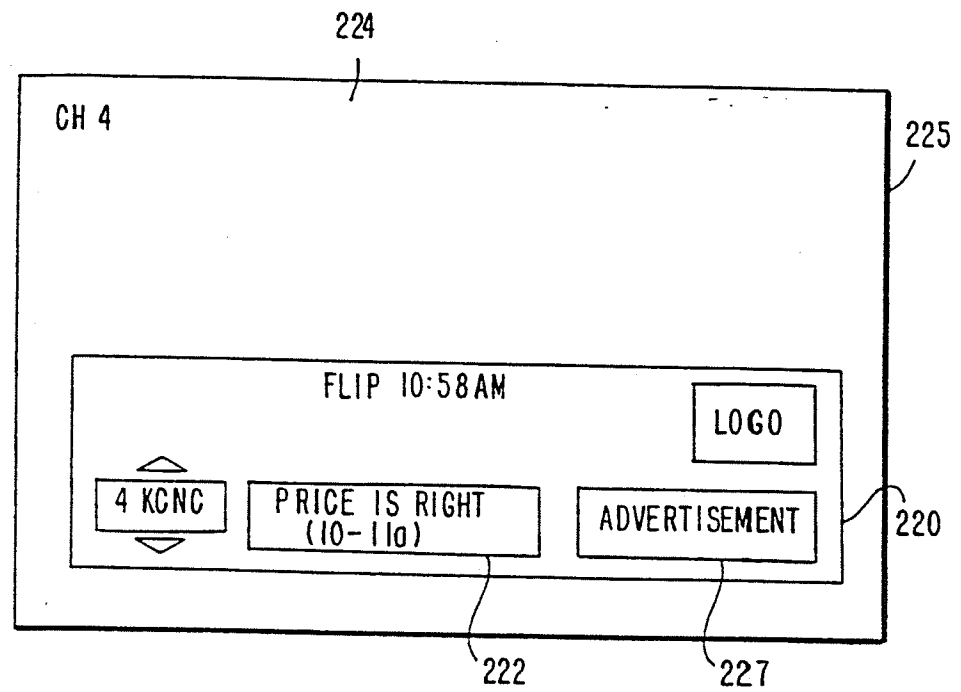 224
CH 4
225
FLIP 10:58AM
LOGO
4 KCNC
PRICE IS RIGHT
(10-11a)
ADVERTISEMENT
220
222
227